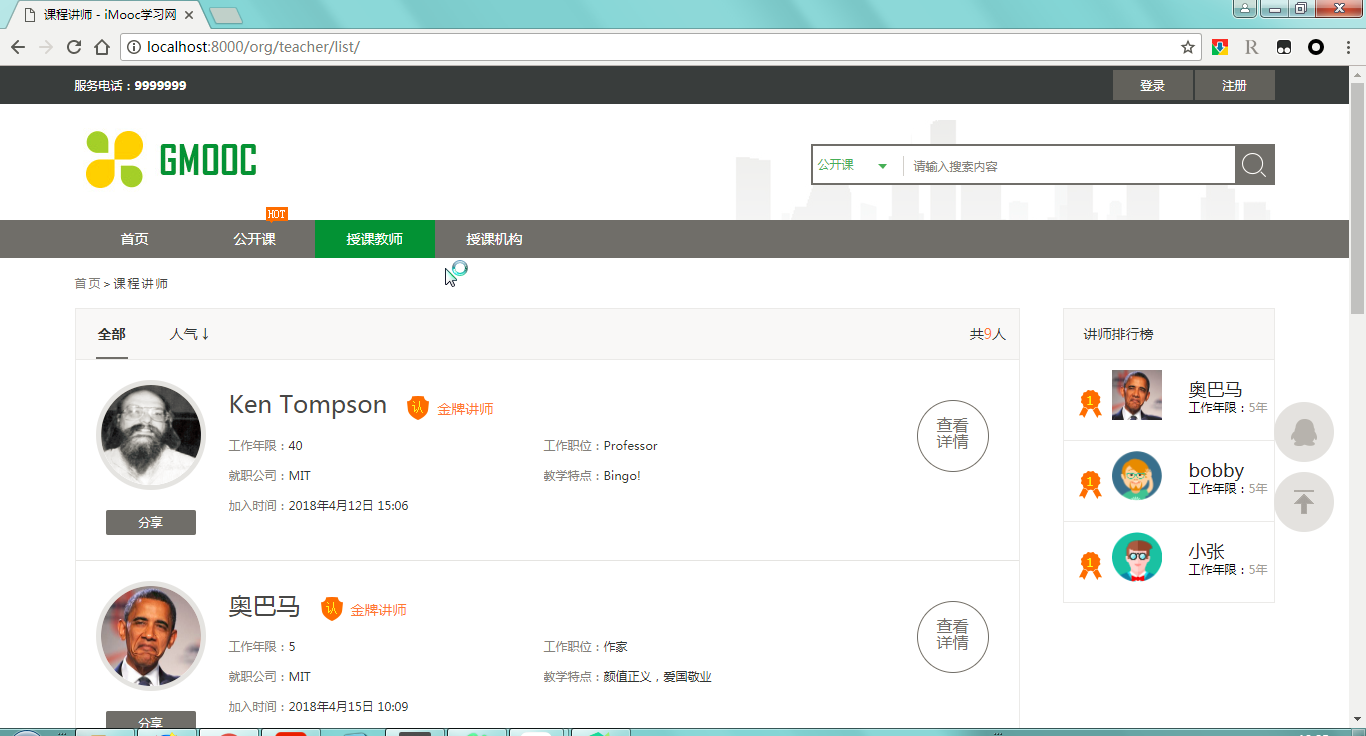 课程讲师 - iMooc学习网
localhost:8000/org/teacher/list/
R
服务电话：9999999
登录
注册
GMOOC
公开课
请输入搜索内容
HOT
首页
公开课
授课教师
授课机构
首页 > 课程讲师
全部
人气↓
共9人
Ken Tompson
认
金牌讲师
工作年限：40
工作职位：Professor
就职公司：MIT
教学特点：Bingo!
加入时间：2018年4月12日 15:06
查看
详情
分享
奥巴马
认
金牌讲师
工作年限：5
工作职位：作家
就职公司：MIT
教学特点：颜值正义，爱国敬业
加入时间：2018年4月15日 10:09
查看
详情
分享
讲师排行榜
1
奥巴马
工作年限：5年
1
bobby
工作年限：5年
1
小张
工作年限：5年